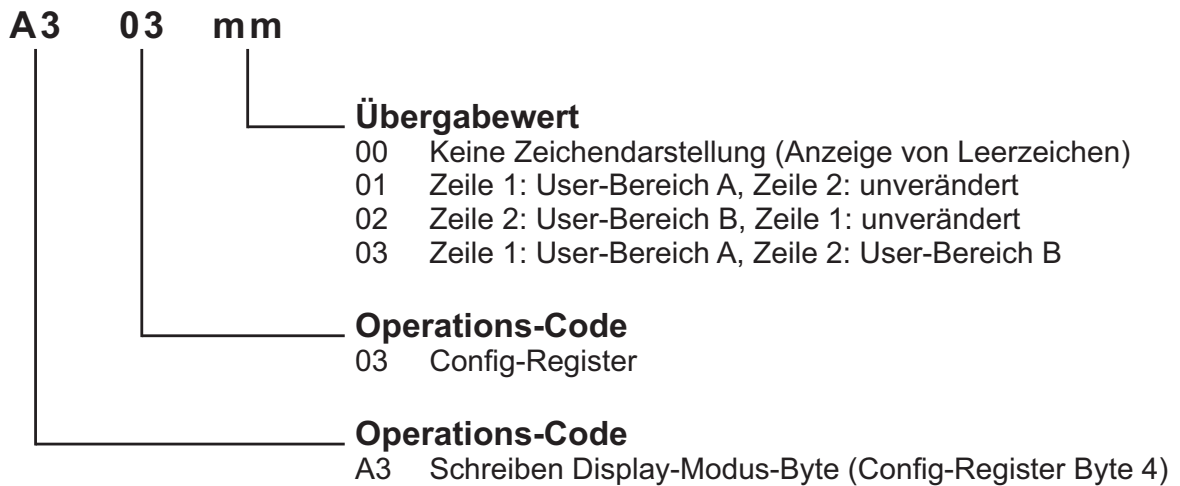 A3 03 mm
Übergabewert
00 Keine Zeichendarstellung (Anzeige von Leerzeichen)
01 Zeile 1: User-Bereich A, Zeile 2: unverändert
02 Zeile 2: User-Bereich B, Zeile 1: unverändert
03 Zeile 1: User-Bereich A, Zeile 2: User-Bereich B
Operations-Code
03 Config-Register
Operations-Code
A3 Schreiben Display-Modus-Byte (Config-Register Byte 4)